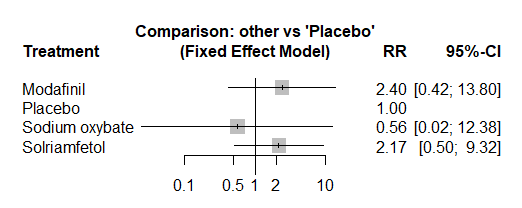 Comparison: other vs 'Placebo'
Treatment (Fixed Effect Model) RR 95%-CI
Modafinil 2.40 [0.42; 13.80]
Placebo 1.00
Sodium oxybate 0.56 [0.02; 12.38]
Solriamfetol 2.17 [0.50; 9.32]
0.1 0.5 1 2 10